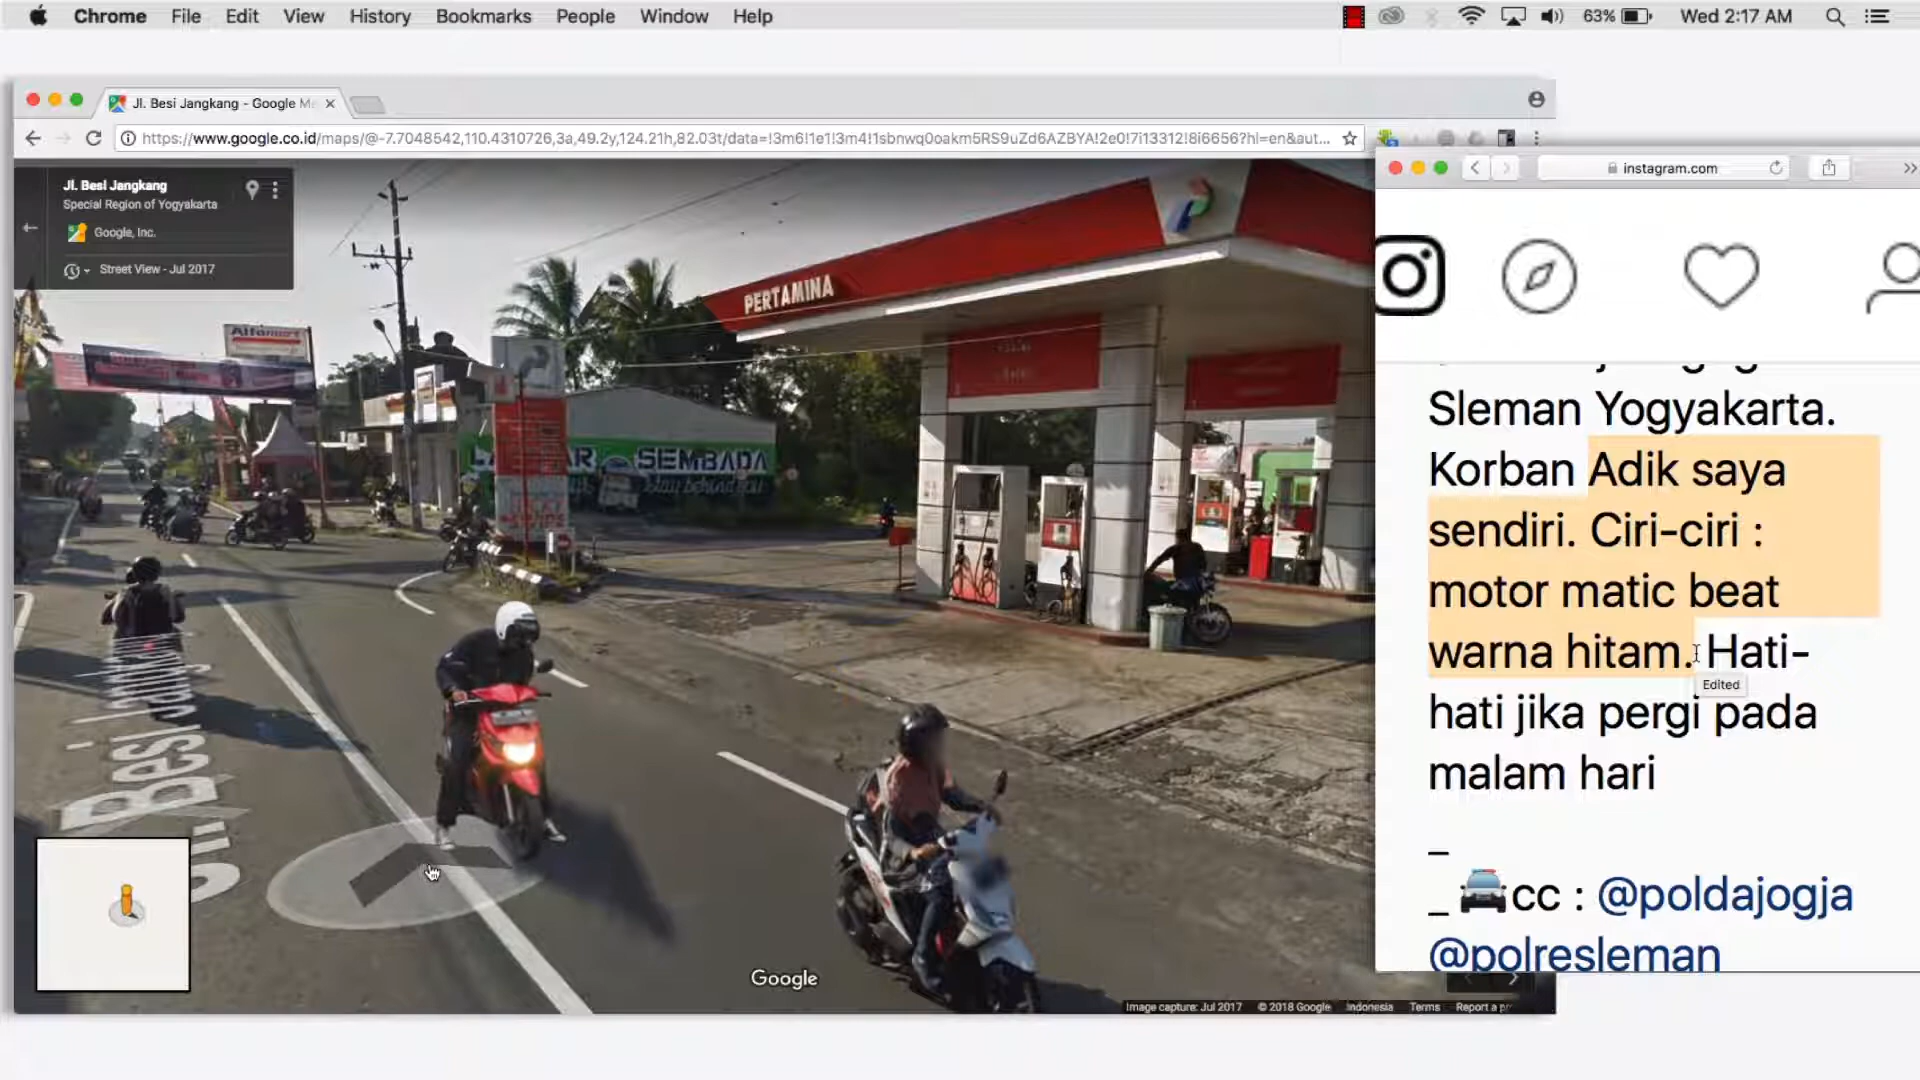 Chrome File Edit View History Bookmarks People Window Help
63% Wed 2:17 AM
Jl. Besi Jangkang - Google M
https://www.google.co.id/maps/@-7.7048542,110.4310726,3a,49.2y,124.21h,82.03t/data=!3m6!1e1!3m4!1sbnwq0oakm5RS9uZd6AZBYA!2e0!7i13312!8i6656?hl=en&aut...
Jl. Besi Jangkang
Special Region of Yogyakarta
Google, Inc.
Street View - Jul 2017
Alfamart
PERTAMINA
SEMBADA
Jl. Besi Jangkang
Google
Image capture: Jul 2017 © 2018 Google Indonesia Terms Report a p
instagram.com
Sleman Yogyakarta.
Korban Adik saya
sendiri. Ciri-ciri :
motor matic beat
warna hitam. Hati-
Edited
hati jika pergi pada
malam hari
_
_ 🚔cc : @poldajogja
@polresleman